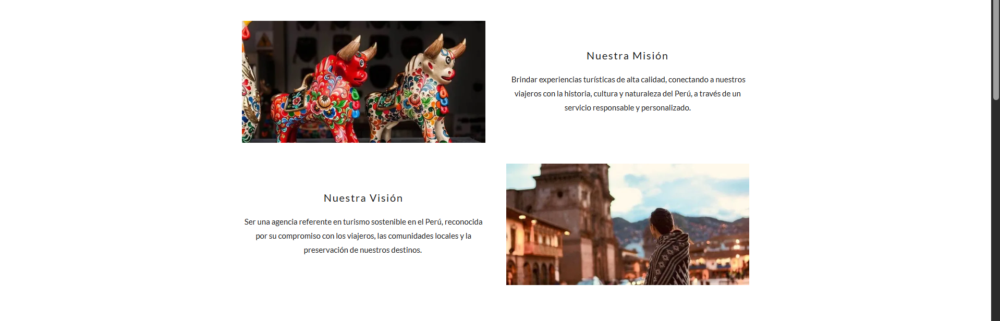 Nuestra Misión
Brindar experiencias turísticas de alta calidad, conectando a nuestros
viajeros con la historia, cultura y naturaleza del Perú, a través de un
servicio responsable y personalizado.
Nuestra Visión
Ser una agencia referente en turismo sostenible en el Perú, reconocida
por su compromiso con los viajeros, las comunidades locales y la
preservación de nuestros destinos.